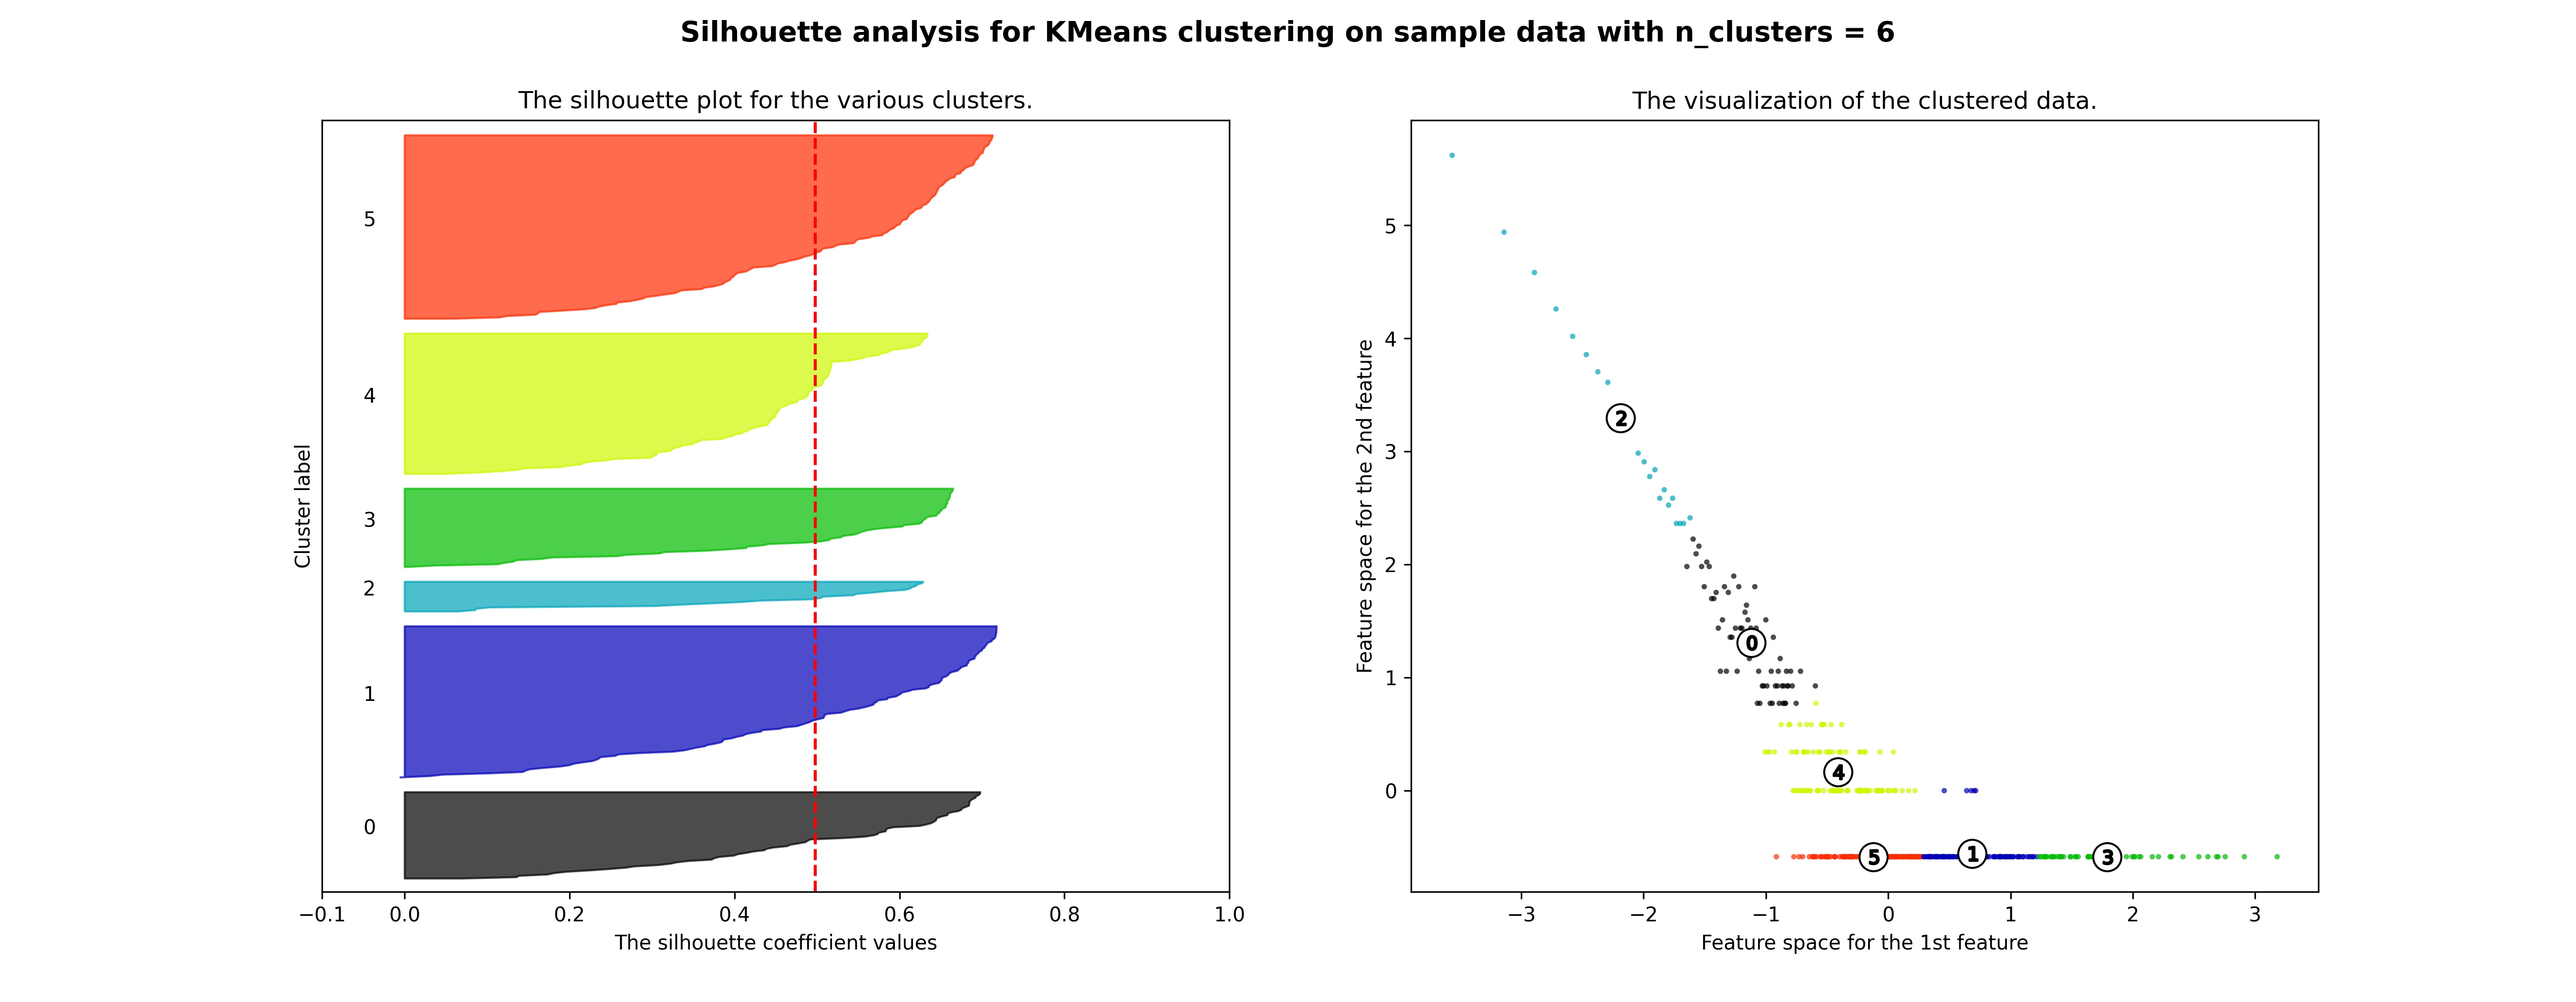 Silhouette analysis for KMeans clustering on sample data with n_clusters = 6
The silhouette plot for the various clusters.
Cluster label
5
4
3
2
1
0
−0.1 0.0 0.2 0.4 0.6 0.8 1.0
The silhouette coefficient values
The visualization of the clustered data.
Feature space for the 2nd feature
5
4
3
2
1
0
2
0
4
5 1 3
−3 −2 −1 0 1 2 3
Feature space for the 1st feature